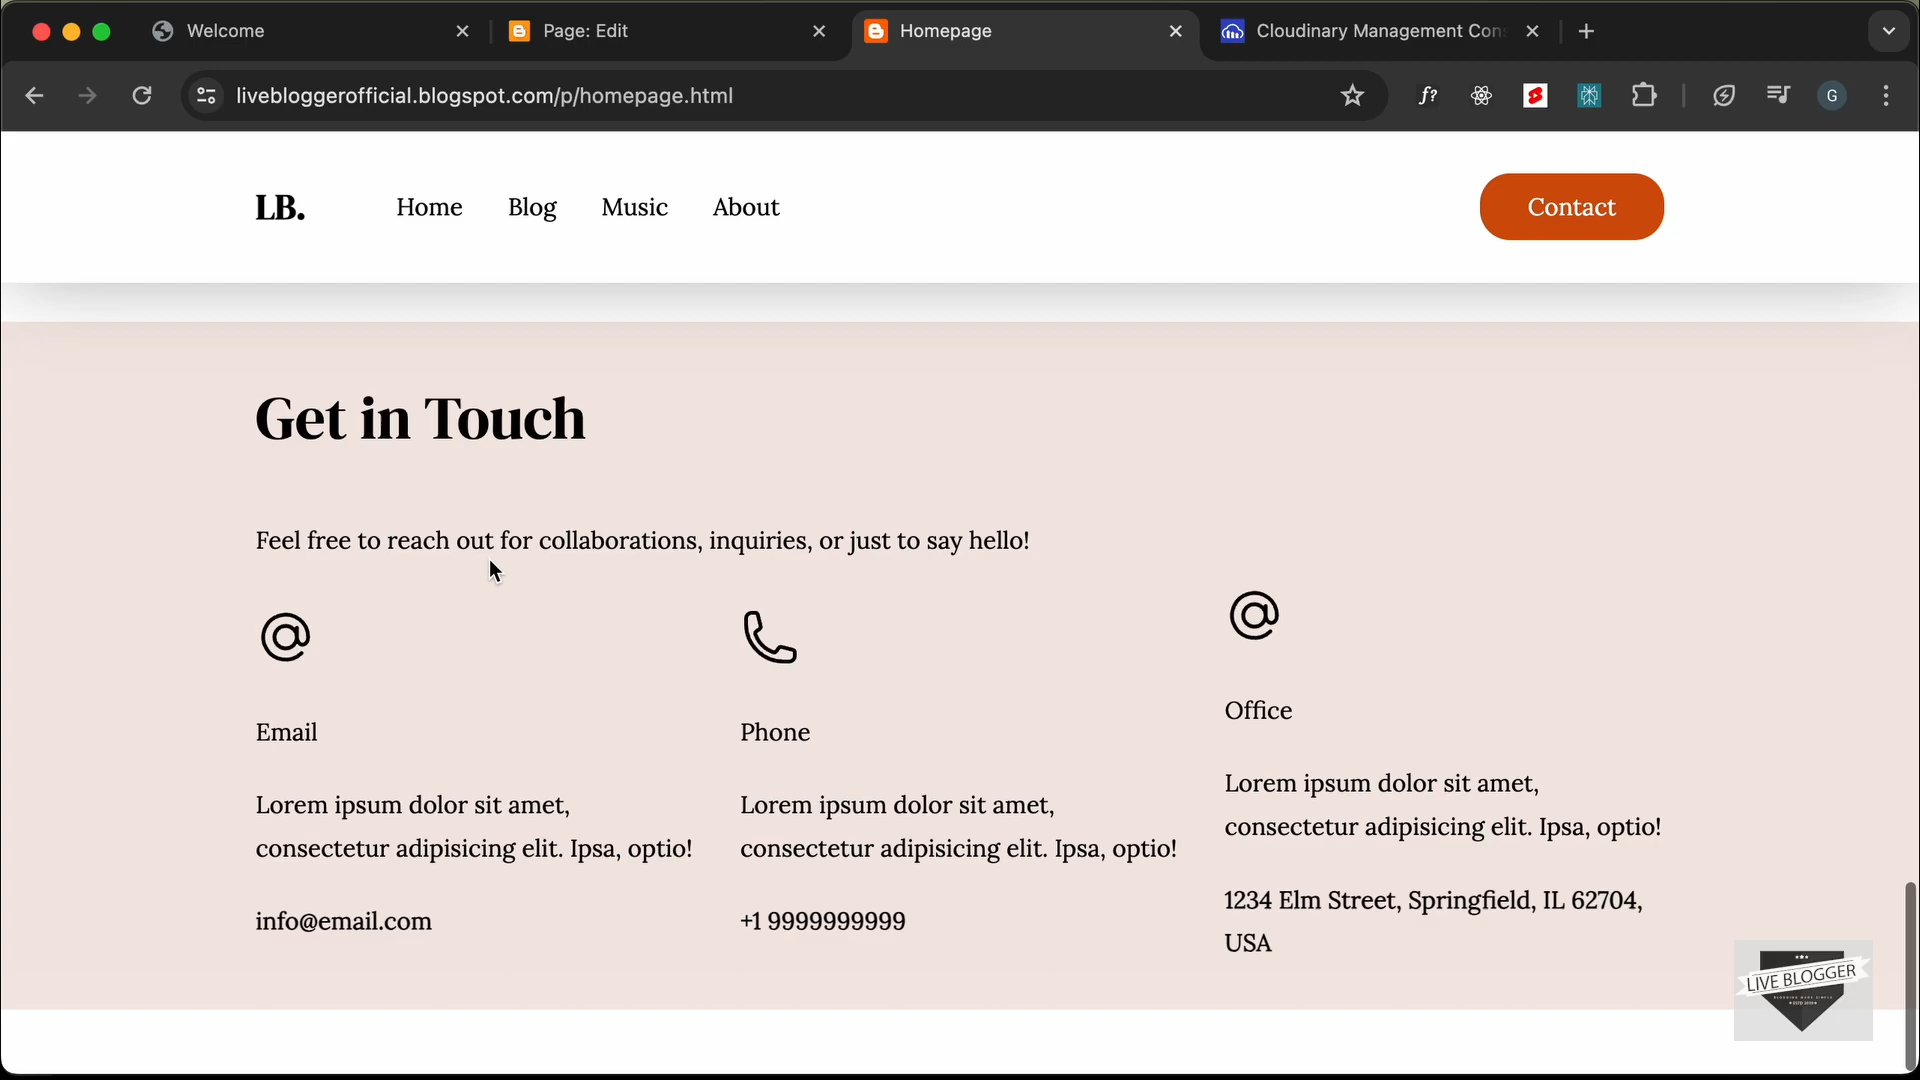 Welcome
Page: Edit
Homepage
Cloudinary Management Con
livebloggerofficial.blogspot.com/p/homepage.html
f?
G
LB.
Home
Blog
Music
About
Contact
Get in Touch
Feel free to reach out for collaborations, inquiries, or just to say hello!
Email
Lorem ipsum dolor sit amet,
consectetur adipisicing elit. Ipsa, optio!
info@email.com
Phone
Lorem ipsum dolor sit amet,
consectetur adipisicing elit. Ipsa, optio!
+1 9999999999
Office
Lorem ipsum dolor sit amet,
consectetur adipisicing elit. Ipsa, optio!
1234 Elm Street, Springfield, IL 62704,
USA
LIVE BLOGGER